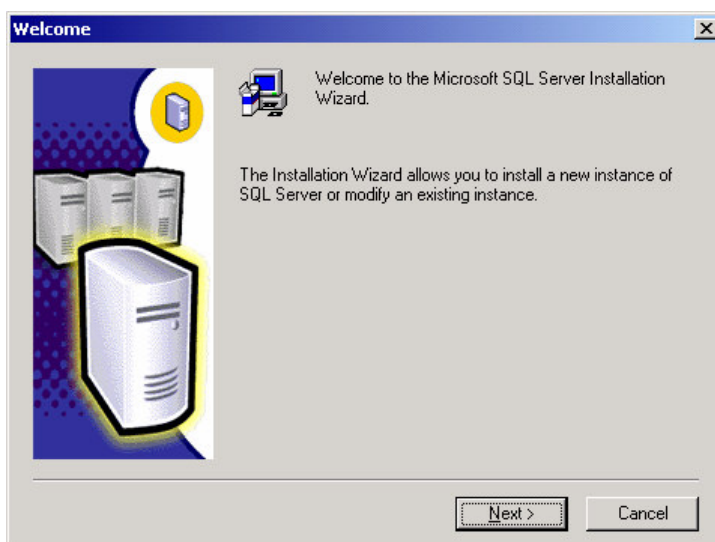 Welcome
Welcome to the Microsoft SQL Server Installation
Wizard.
The Installation Wizard allows you to install a new instance of
SQL Server or modify an existing instance.
Next >
Cancel